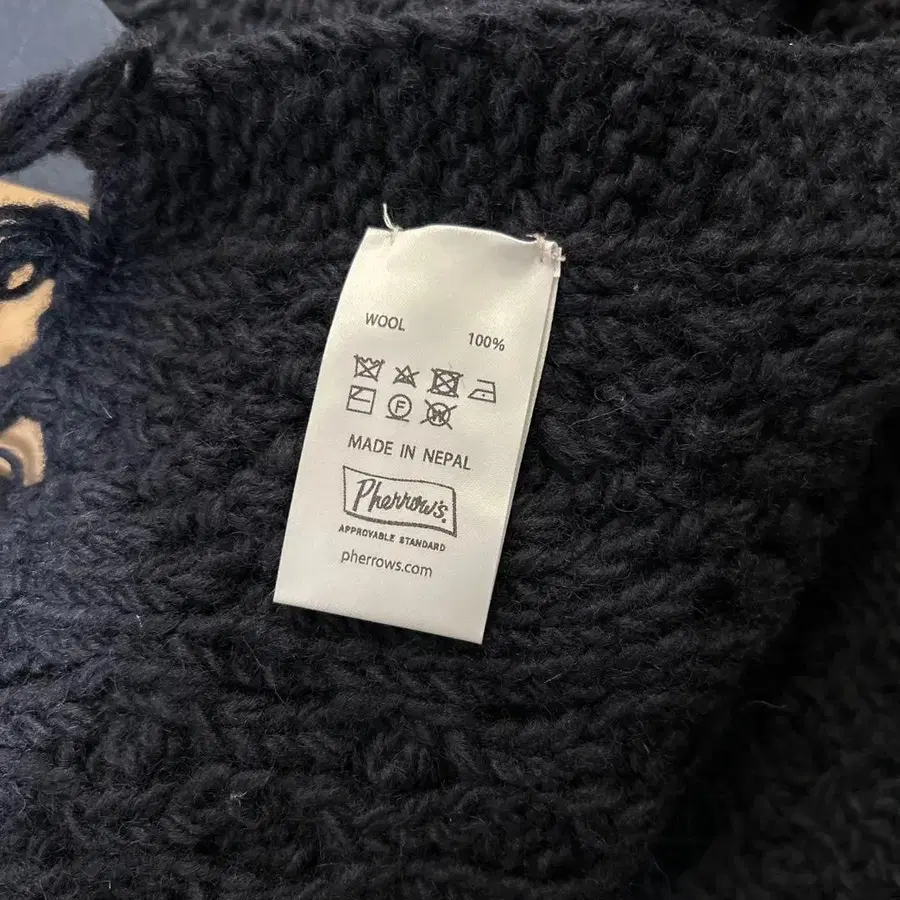 WOOL 100%
F
W
MADE IN NEPAL
Pherrow's.
APPROVABLE STANDARD
pherrows.com